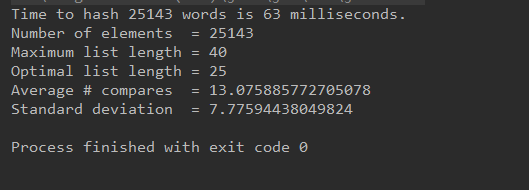 Time to hash 25143 words is 63 milliseconds.
Number of elements  = 25143
Maximum list length = 40
Optimal list length = 25
Average # compares  = 13.075885772705078
Standard deviation  = 7.77594438049824
Process finished with exit code 0